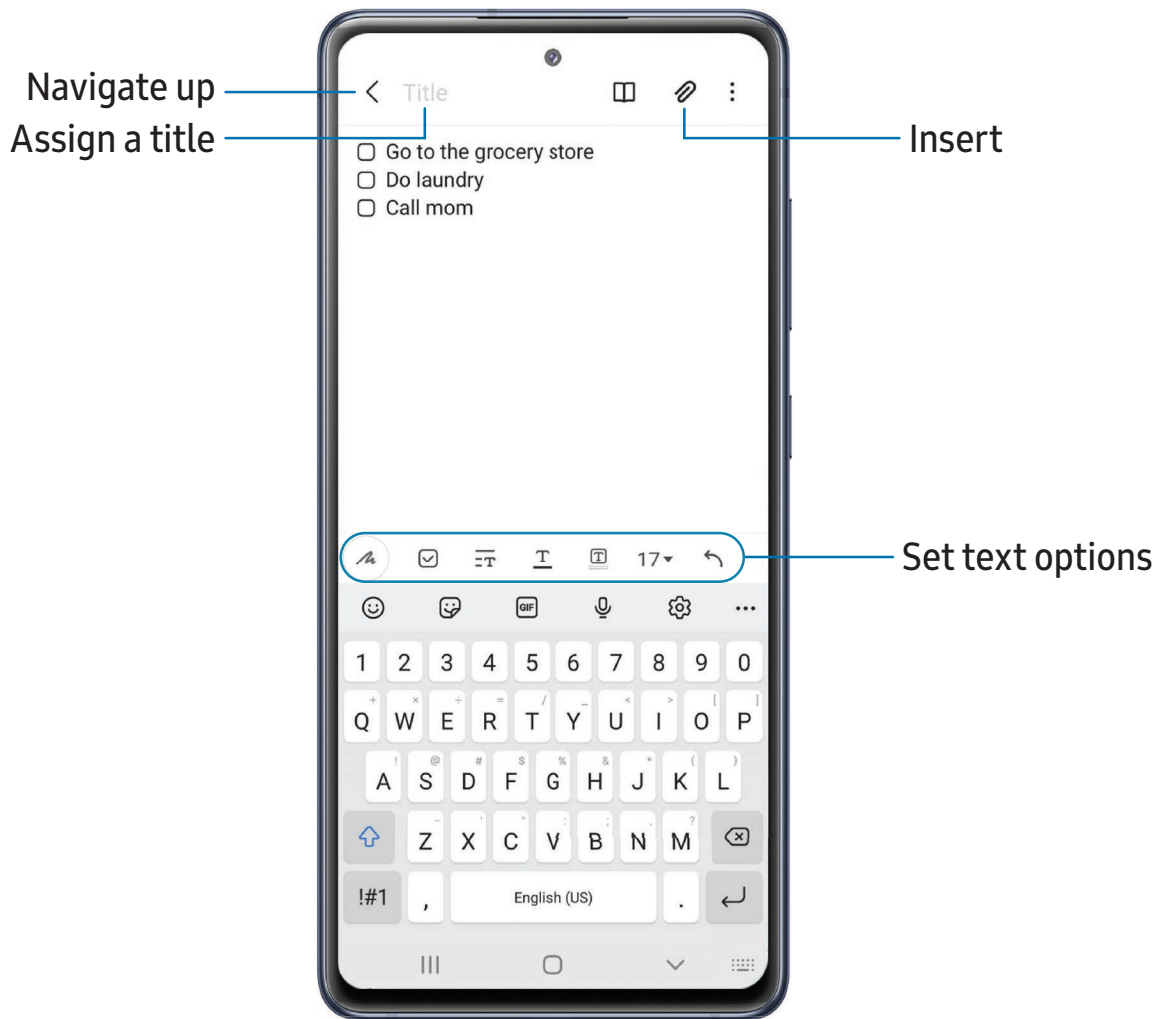 Navigate up
Title
Assign a title
Insert
Go to the grocery store
Do laundry
Call mom
T T 17
Set text options
GIF
1 2 3 4 5 6 7 8 9 0
+ × ÷ = / _ < > [ ]
Q W E R T Y U I O P
! @ # $ % & * ( )
A S D F G H J K L
- ' " : ; , ?
Z X C V B N M
!#1 , English (US) .